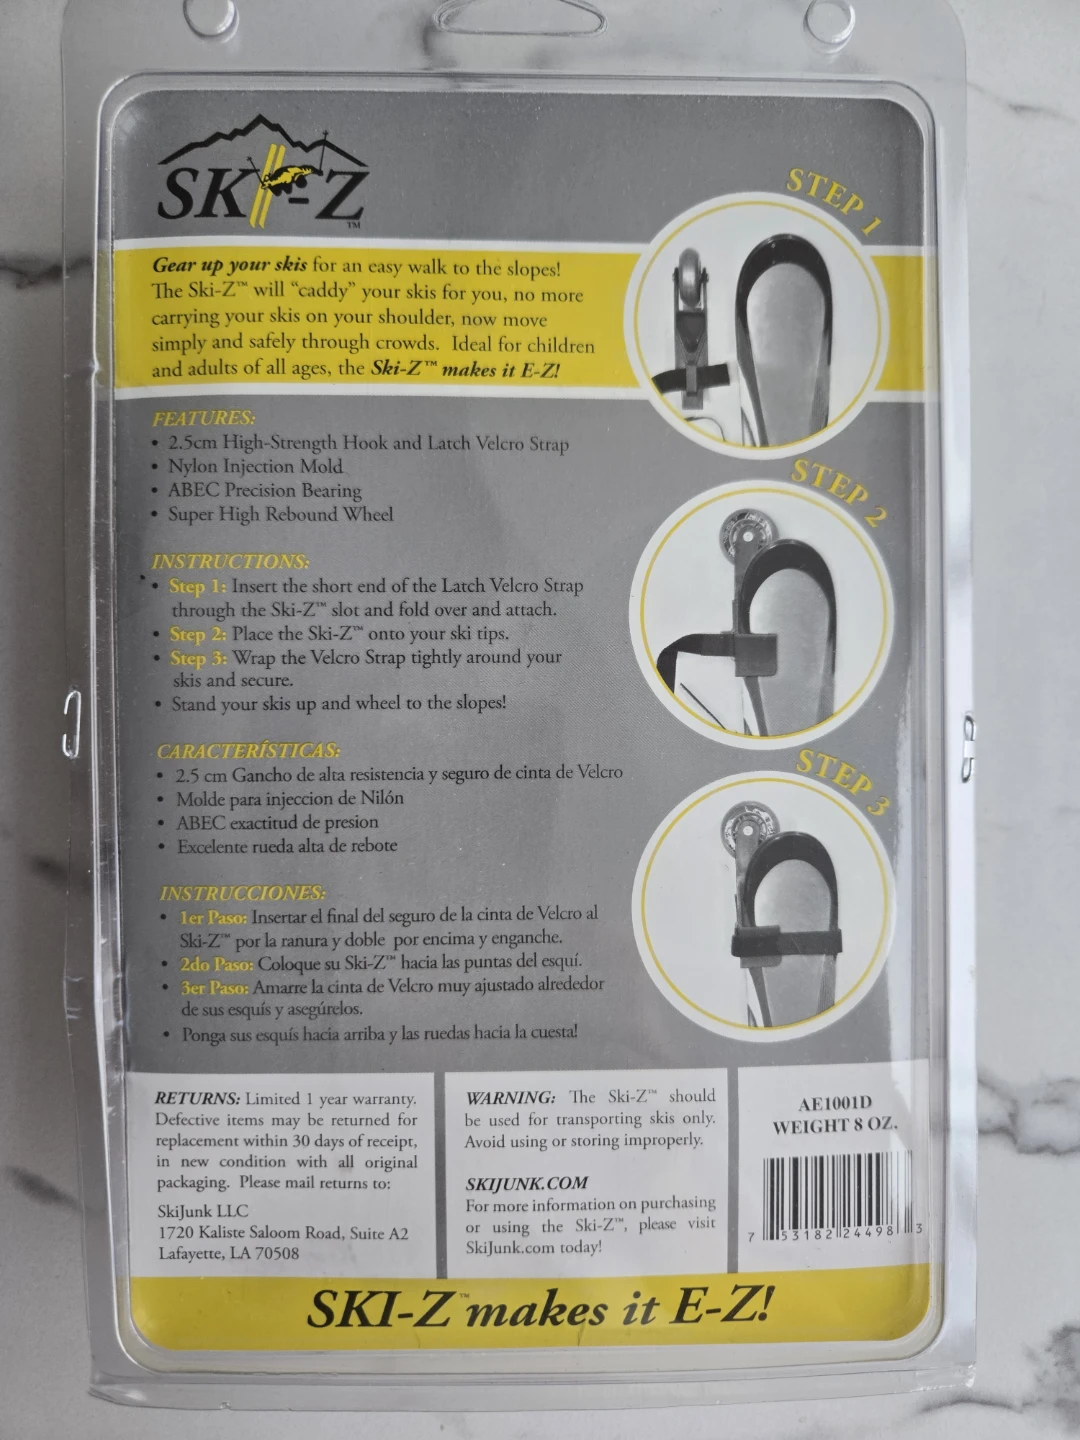 SKI-Z™
Gear up your skis for an easy walk to the slopes!
The Ski-Z™ will “caddy” your skis for you, no more
carrying your skis on your shoulder, now move
simply and safely through crowds. Ideal for children
and adults of all ages, the Ski-Z™ makes it E-Z!
FEATURES:
• 2.5cm High-Strength Hook and Latch Velcro Strap
• Nylon Injection Mold
• ABEC Precision Bearing
• Super High Rebound Wheel
INSTRUCTIONS:
• Step 1: Insert the short end of the Latch Velcro Strap
through the Ski-Z™ slot and fold over and attach.
• Step 2: Place the Ski-Z™ onto your ski tips.
• Step 3: Wrap the Velcro Strap tightly around your
skis and secure.
• Stand your skis up and wheel to the slopes!
CARACTERÍSTICAS:
• 2.5 cm Gancho de alta resistencia y seguro de cinta de Velcro
• Molde para injeccion de Nilón
• ABEC exactitud de presion
• Excelente rueda alta de rebote
INSTRUCCIONES:
• 1er Paso: Insertar el final del seguro de la cinta de Velcro al
Ski-Z™ por la ranura y doble por encima y enganche.
• 2do Paso: Coloque su Ski-Z™ hacia las puntas del esquí.
• 3er Paso: Amarre la cinta de Velcro muy ajustado alrededor
de sus esquís y asegúrelos.
• Ponga sus esquís hacia arriba y las ruedas hacia la cuesta!
STEP 1
STEP 2
STEP 3
RETURNS: Limited 1 year warranty.
Defective items may be returned for
replacement within 30 days of receipt,
in new condition with all original
packaging. Please mail returns to:
SkiJunk LLC
1720 Kaliste Saloom Road, Suite A2
Lafayette, LA 70508
WARNING: The Ski-Z™ should
be used for transporting skis only.
Avoid using or storing improperly.
SKIJUNK.COM
For more information on purchasing
or using the Ski-Z™, please visit
SkiJunk.com today!
AE1001D
WEIGHT 8 OZ.
7 53182 24498 3
SKI-Z™ makes it E-Z!